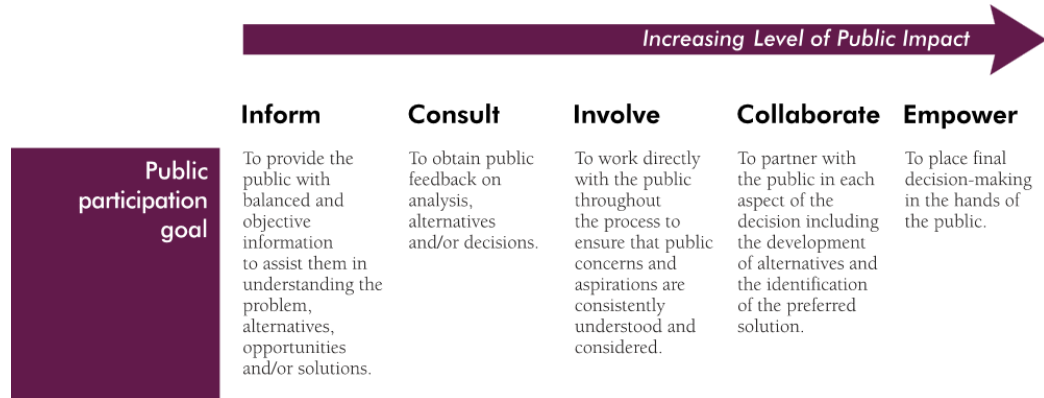 Increasing Level of Public Impact
Inform
Consult
Involve
Collaborate
Empower
Public
participation
goal
To provide the
public with
balanced and
objective
information
to assist them in
understanding the
problem,
alternatives,
opportunities
and/or solutions.
To obtain public
feedback on
analysis,
alternatives
and/or decisions.
To work directly
with the public
throughout
the process to
ensure that public
concerns and
aspirations are
consistently
understood and
considered.
To partner with
the public in each
aspect of the
decision including
the development
of alternatives and
the identification
of the preferred
solution.
To place final
decision-making
in the hands of
the public.